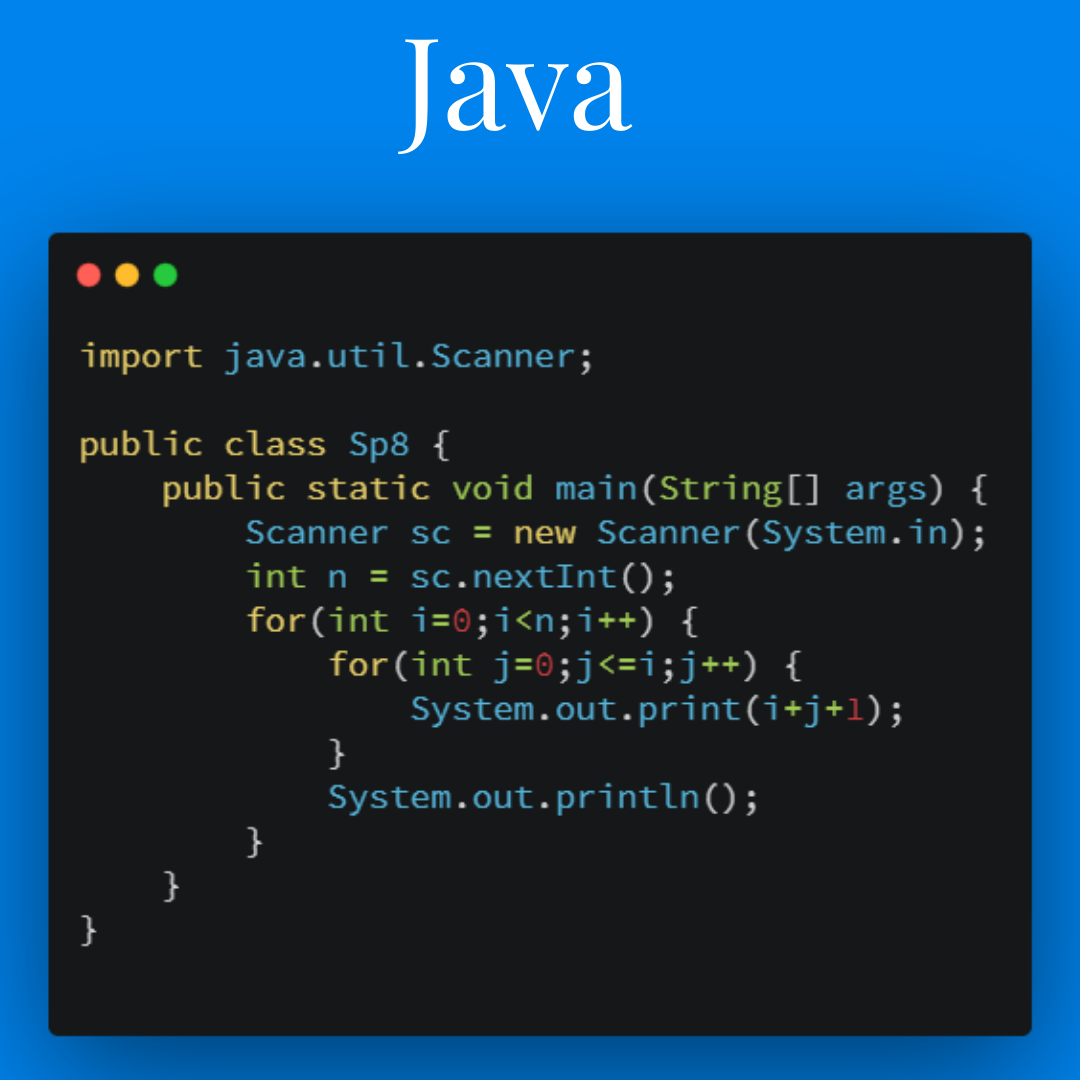 Java
import java.util.Scanner;
public class Sp8 {
    public static void main(String[] args) {
        Scanner sc = new Scanner(System.in);
        int n = sc.nextInt();
        for(int i=0;i<n;i++) {
            for(int j=0;j<=i;j++) {
                System.out.print(i+j+1);
            }
            System.out.println();
        }
    }
}